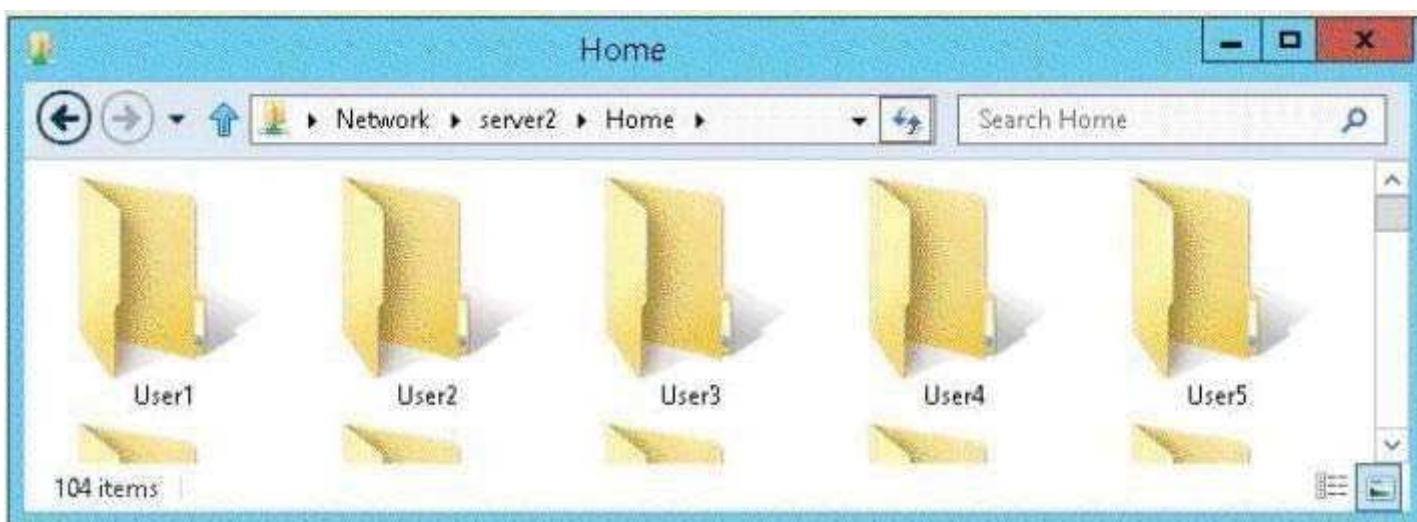 Home
Network server2 Home
Search Home
User1 User2 User3 User4 User5
104 items